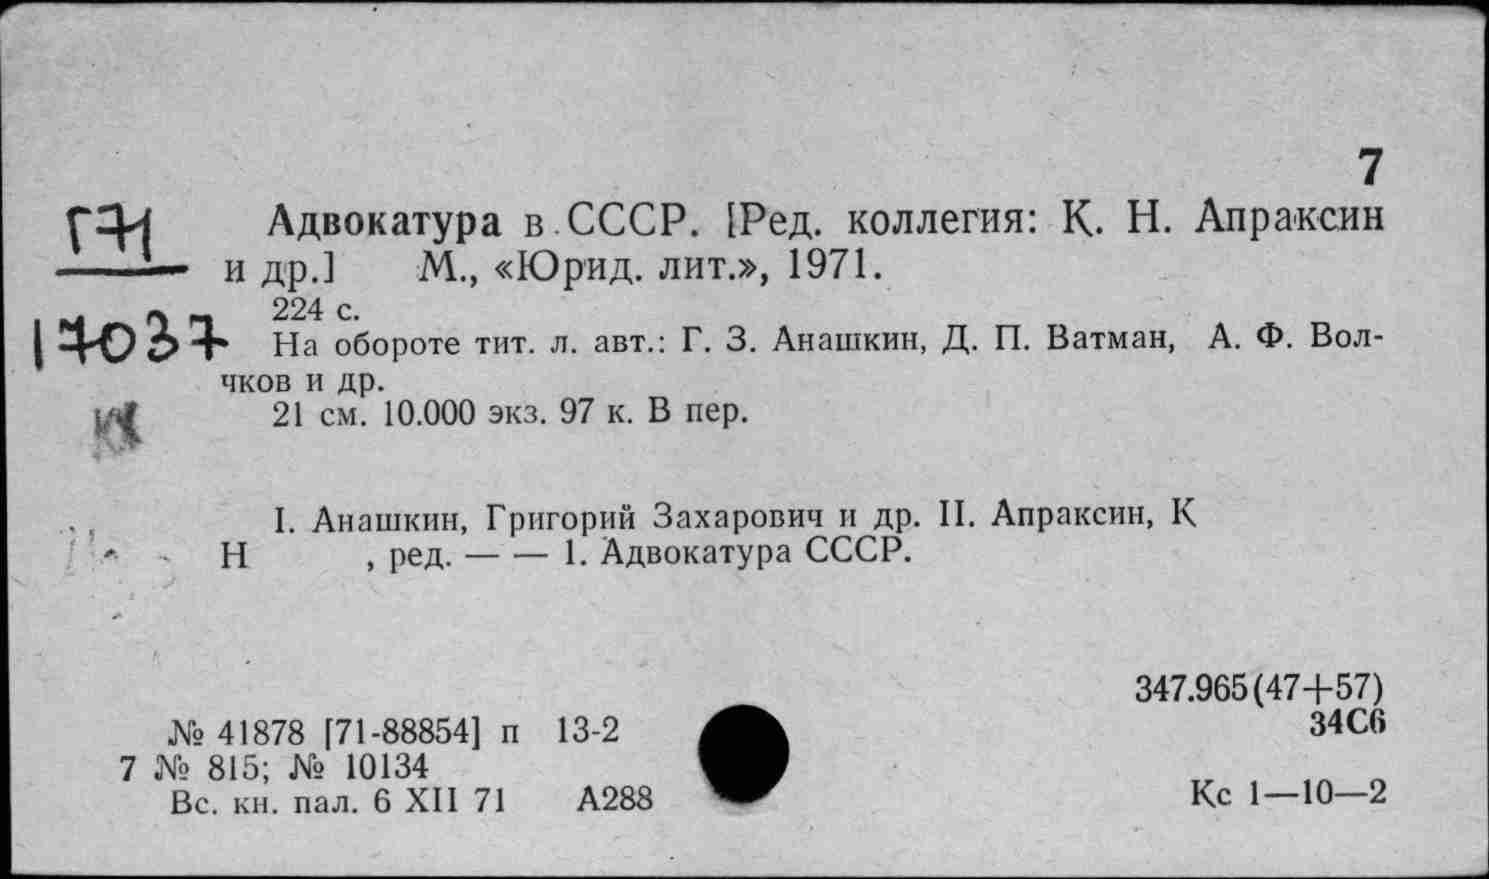 7
Г71 Адвокатура в СССР. [Ред. коллегия: К. Н. Апраксин
и др.] М., «Юрид. лит.», 1971.
224 с.
На обороте тит. л. авт.: Г. З. Анашкин, Д. П. Ватман, А. Ф. Вол-
чков и др.
21 см. 10.000 экз. 97 к. В пер.
I. Анашкин, Григорий Захарович и др. II. Апраксин, К
Н , ред. — — 1. Адвокатура СССР.
347.965(47+57)
34С6
№ 41878 [71-88854] п 13-2
7 № 815; № 10134
Вс. кн. пал. 6 XII 71 А288
Кс 1—10—2